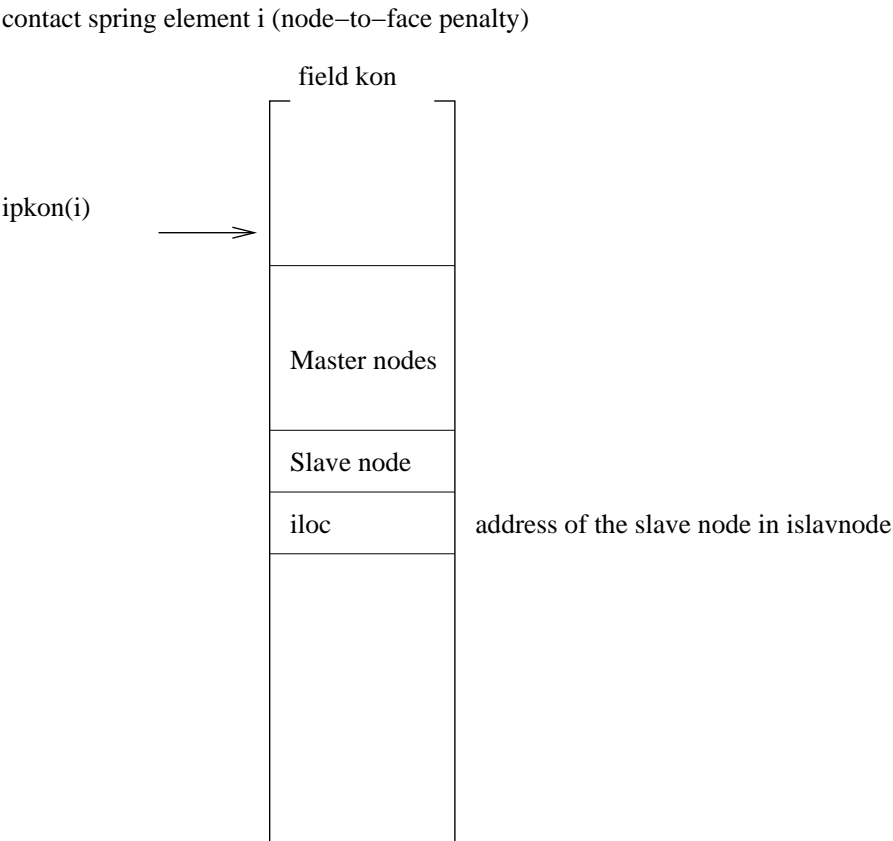 contact spring element i (node−to−face penalty)
field kon
ipkon(i)
Master nodes
Slave node
iloc
address of the slave node in islavnode